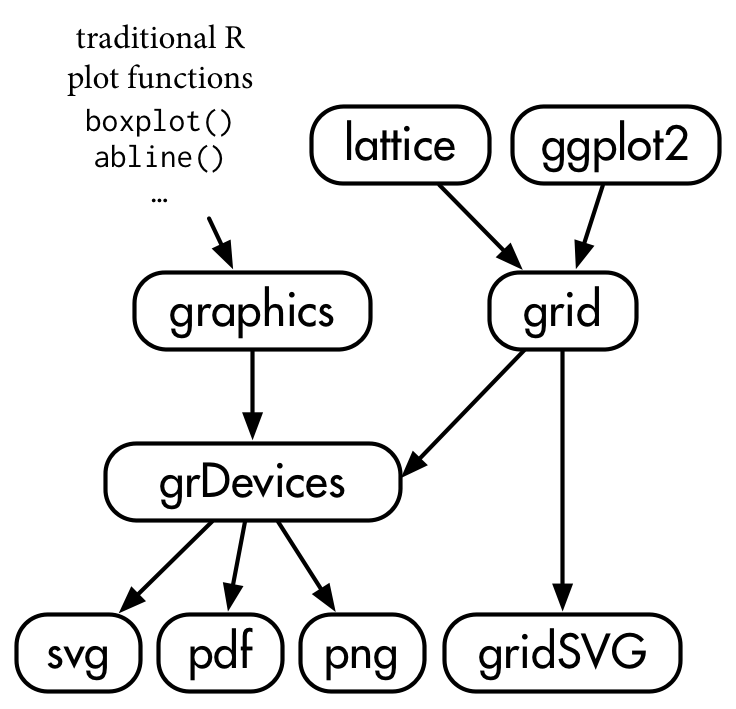 traditional R
plot functions
boxplot()
abline()
...
lattice
ggplot2
graphics
grid
grDevices
svg
pdf
png
gridSVG